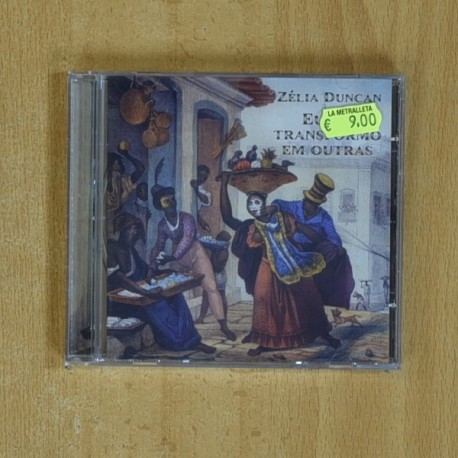 ZÉLIA DUNCAN
LA METRALLETA
€ 9,00
TRANSFORMO
EM OUTRAS